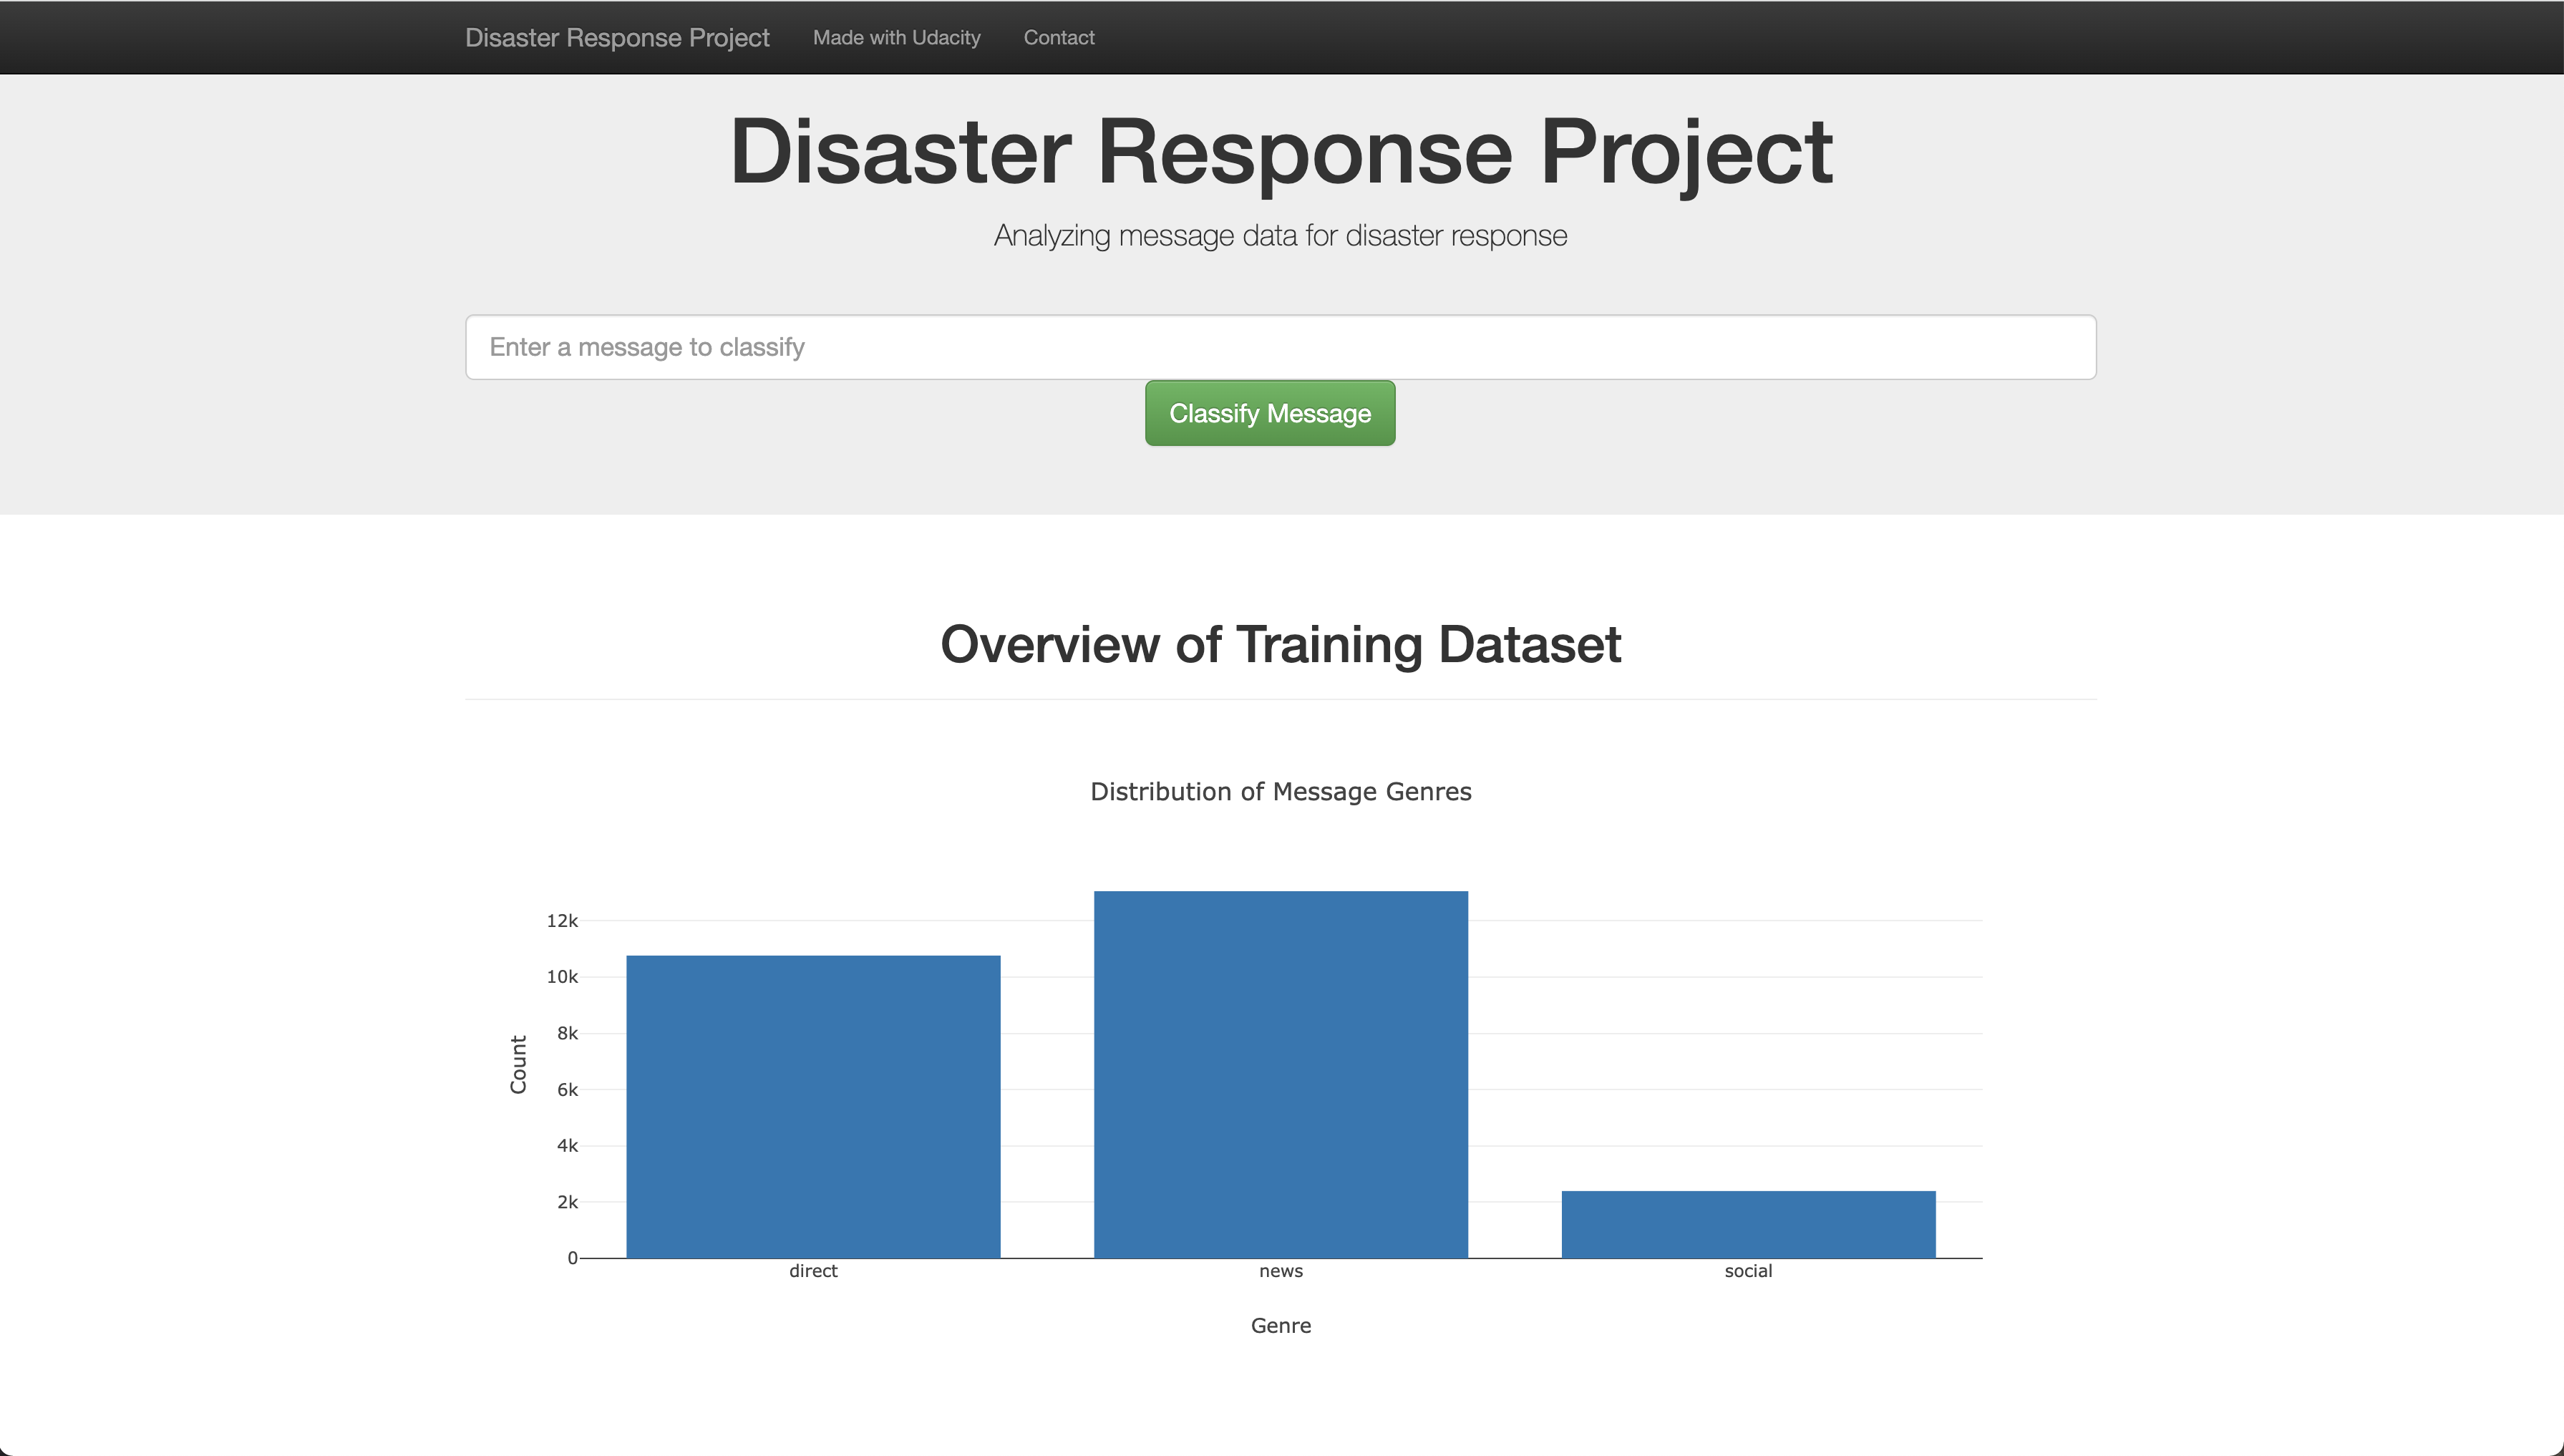 Disaster Response Project Made with Udacity Contact
Disaster Response Project
Analyzing message data for disaster response
Enter a message to classify
Classify Message
Overview of Training Dataset
Distribution of Message Genres
12k
10k
8k
6k
4k
2k
0
Count
direct news social
Genre